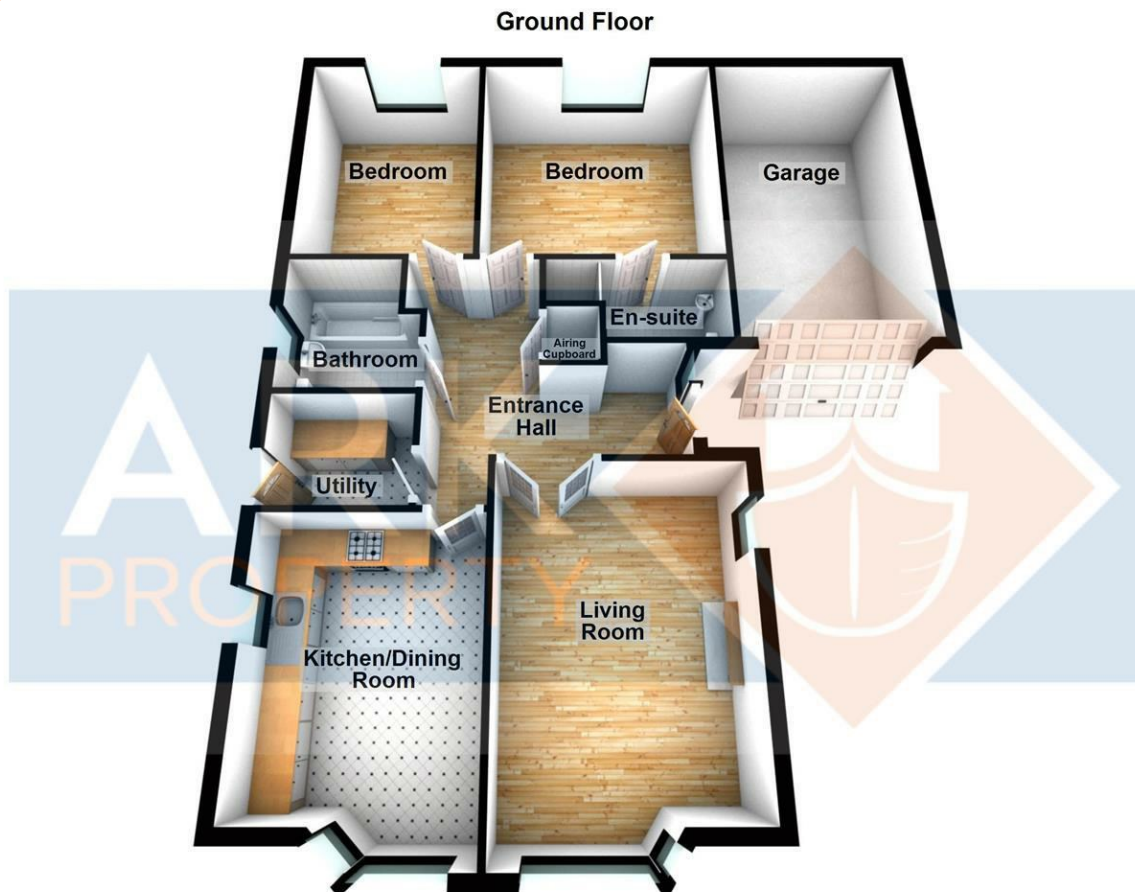 Ground Floor
Bedroom
Bedroom
Garage
En-suite
Airing
Cupboard
Bathroom
Entrance
Hall
Utility
ARK
PROPERTY
Living
Room
Kitchen/Dining
Room